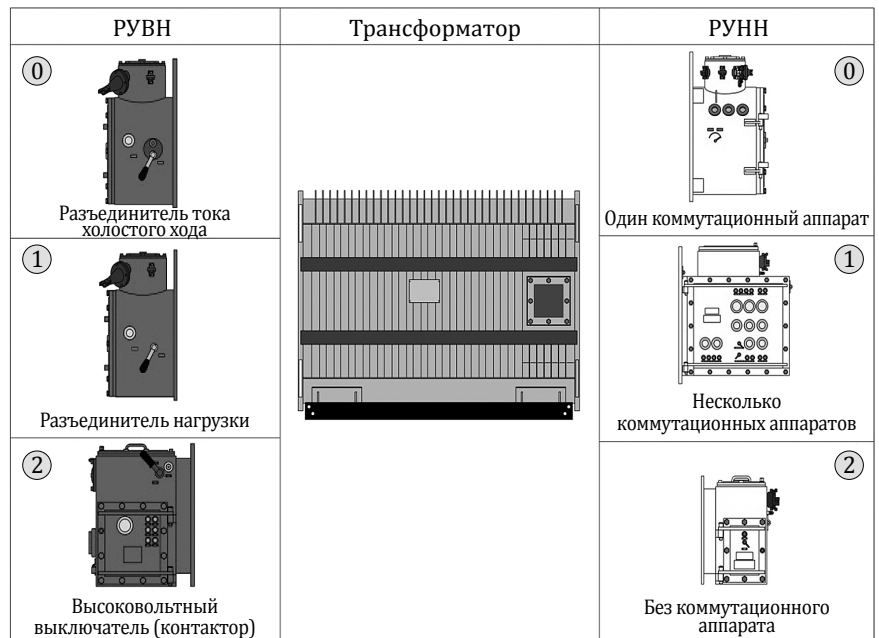 РУВН
Трансформатор
РУНН
0
Разъединитель тока
холостого хода
1
Разъединитель нагрузки
2
Высоковольтный
выключатель (контактор)
0
Один коммутационный аппарат
1
Несколько
коммутационных аппаратов
2
Без коммутационного
аппарата